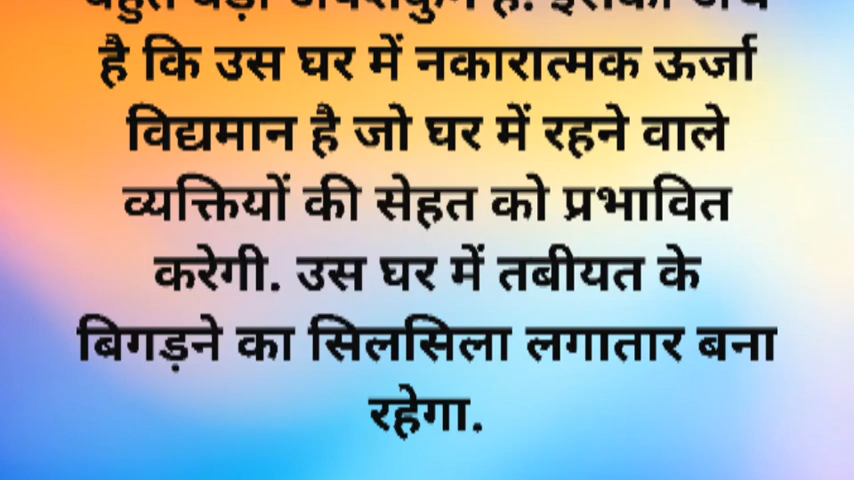 है कि उस घर में नकारात्मक ऊर्जा
विद्यमान है जो घर में रहने वाले
व्यक्तियों की सेहत को प्रभावित
करेगी. उस घर में तबीयत के
बिगड़ने का सिलसिला लगातार बना
रहेगा.